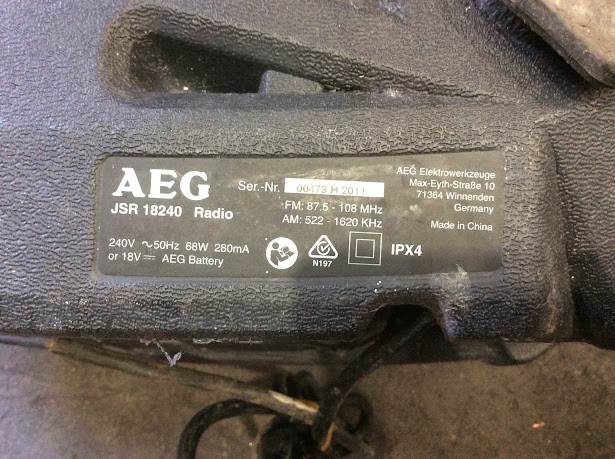 AEG
JSR 18240 Radio
240V ~50Hz 68W 280mA
or 18V ⎓ AEG Battery
Ser.-Nr. 00479 H 2011
FM: 87.5 - 108 MHz
AM: 522 - 1620 KHz
N197
IPX4
AEG Elektrowerkzeuge
Max-Eyth-Straße 10
71364 Winnenden
Germany
Made in China